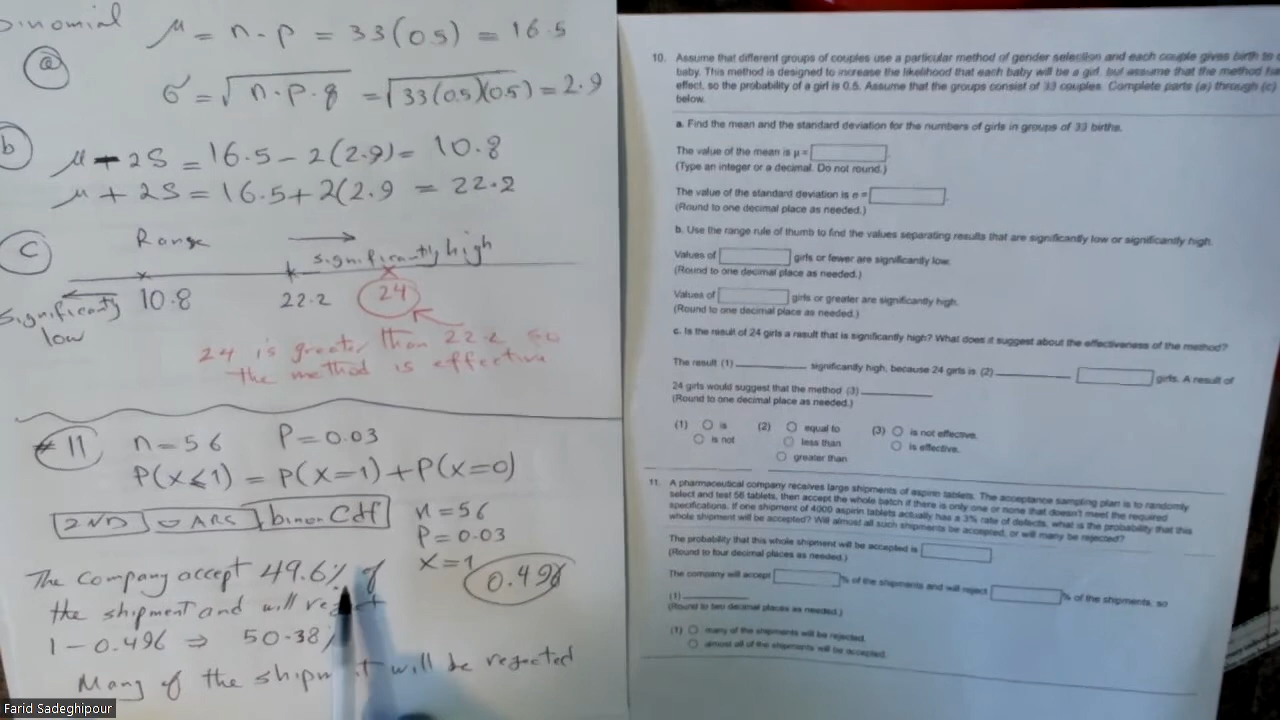 Binomial
μ = n.p = 33(0.5) = 16.5
a
σ = √n.p.q = √33(0.5)(0.5) = 2.9
b
μ - 2S = 16.5 - 2(2.9) = 10.8
μ + 2S = 16.5 + 2(2.9 = 22.2
C
Range
significantly high
10.8 22.2 24
Significantly
low
24 is greater than 22.2 so
the method is effective
#11 n=56 P=0.03
P(x≤1) = P(x=1)+P(x=0)
2ND VARS binomcdf
n=56
P=0.03
x=1
0.496
The company accept 49.6% of
the shipment and will reject
1-0.496 ⇒ 50.38%
Many of the shipment will be rejected
10. Assume that different groups of couples use a particular method of gender selection and each couple gives birth to
baby. This method is designed to increase the likelihood that each baby will be a girl, but assume that the method has
effect, so the probability of a girl is 0.5. Assume that the groups consist of 33 couples. Complete parts (a) through (c)
below.
a. Find the mean and the standard deviation for the numbers of girls in groups of 33 births.
The value of the mean is μ =
(Type an integer or a decimal. Do not round.)
The value of the standard deviation is σ =
(Round to one decimal place as needed.)
b. Use the range rule of thumb to find the values separating results that are significantly low or significantly high.
Values of girls or fewer are significantly low.
(Round to one decimal place as needed.)
Values of girls or greater are significantly high.
(Round to one decimal place as needed.)
c. Is the result of 24 girls a result that is significantly high? What does it suggest about the effectiveness of the method?
The result (1) significantly high, because 24 girls is (2) girls. A result of
24 girls would suggest that the method (3)
(Round to one decimal place as needed.)
(1) is (2) equal to (3) is not effective.
is not less than is effective.
greater than
11. A pharmaceutical company receives large shipments of aspirin tablets. The acceptance sampling plan is to randomly
select and test 56 tablets, then accept the whole batch if there is only one or none that doesn't meet the required
specifications. If one shipment of 4000 aspirin tablets actually has a 3% rate of defects, what is the probability that this
whole shipment will be accepted? Will almost all such shipments be accepted, or will many be rejected?
The probability that this whole shipment will be accepted is
(Round to four decimal places as needed.)
The company will accept % of the shipments and will reject % of the shipments, so
(1)
(Round to two decimal places as needed.)
(1) many of the shipments will be rejected.
almost all of the shipments will be accepted.
Farid Sadeghipour